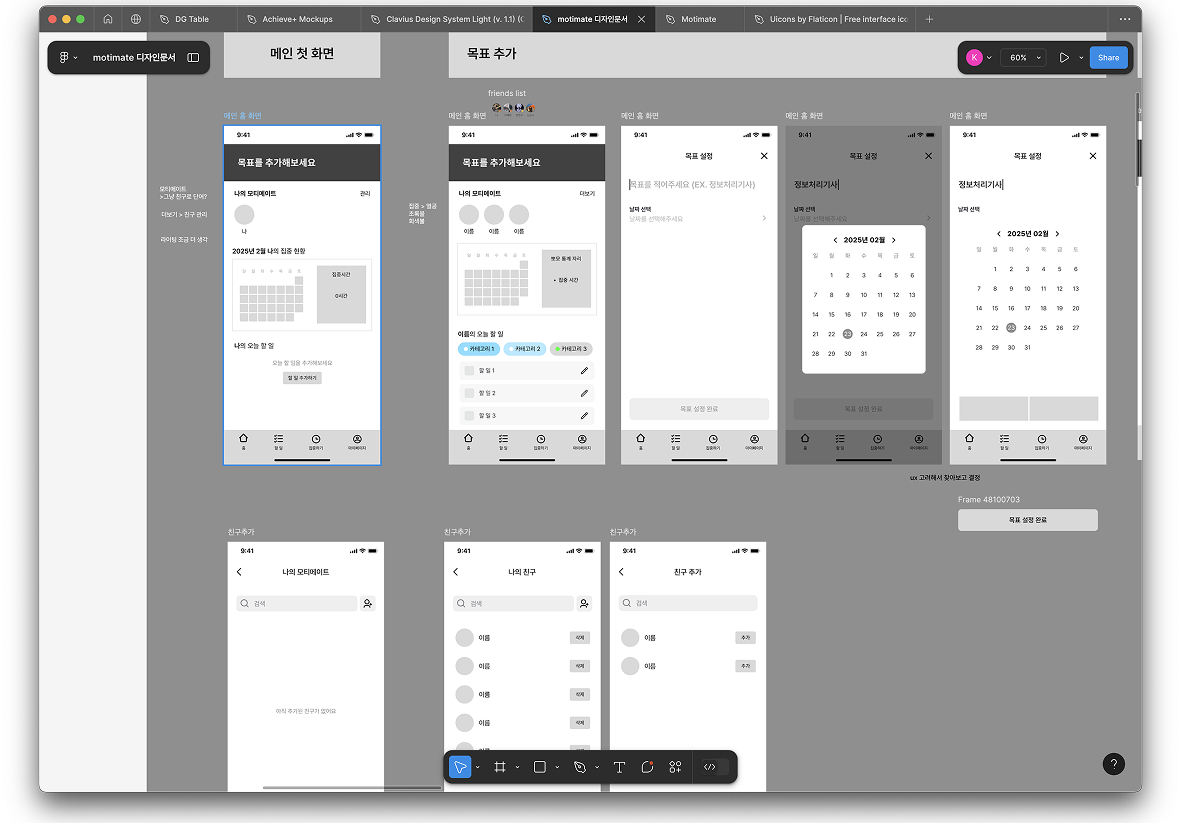 DG Table
Achieve+ Mockups
Clavius Design System Light (v. 1.1) (C
motimate 디자인문서
Motimate
Uicons by Flaticon | Free interface ico
motimate 디자인문서
메인 첫 화면
목표 추가
K
60%
Share
friends list
메인 홈 화면
메인 홈 화면
메인 홈 화면
메인 홈 화면
메인 홈 화면
모티메이트
>그냥 친구로 단어?
더보기 > 친구 관리
라이팅 조금 더 생각
9:41
목표를 추가해보세요
나의 모티메이트
관리
나
2025년 2월 나의 집중 현황
일 월 화 수 목 금 토
집중시간
0시간
나의 오늘 할 일
오늘 할 일을 추가해보세요
할 일 추가하기
홈
할 일
집중하기
마이페이지
집중 > 열공
초록불
회색불
9:41
목표를 추가해보세요
나의 모티메이트
더보기
이름
이름
이름
일 월 화 수 목 금 토
뽀모 통계 자리
• 집중 시간
이름의 오늘 할 일
카테고리 1
카테고리 2
카테고리 3
할 일 1
할 일 2
할 일 3
홈
할 일
집중하기
마이페이지
9:41
목표 설정
목표를 적어주세요 (EX. 정보처리기사)
날짜 선택
날짜를 선택해주세요
목표 설정 완료
홈
할 일
집중하기
마이페이지
9:41
목표 설정
정보처리기사
날짜 선택
날짜를 선택해주세요
2025년 02월
일 월 화 수 목 금 토
1 2 3 4 5 6
7 8 9 10 11 12 13
14 15 16 17 18 19 20
21 22 23 24 25 26 27
28 29 30 31
목표 설정 완료
홈
할 일
집중하기
마이페이지
9:41
목표 설정
정보처리기사
날짜 선택
2025년 02월
일 월 화 수 목 금 토
1 2 3 4 5 6
7 8 9 10 11 12 13
14 15 16 17 18 19 20
21 22 23 24 25 26 27
28 29 30 31
홈
할 일
집중하기
마이페이지
ux 고려해서 찾아보고 결정
Frame 48100703
목표 설정 완료
친구추가
9:41
나의 모티메이트
검색
아직 추가된 친구가 없어요
친구추가
9:41
나의 친구
검색
이름
삭제
이름
삭제
이름
삭제
이름
삭제
친구추가
9:41
친구 추가
검색
이름
추가
이름
추가
?